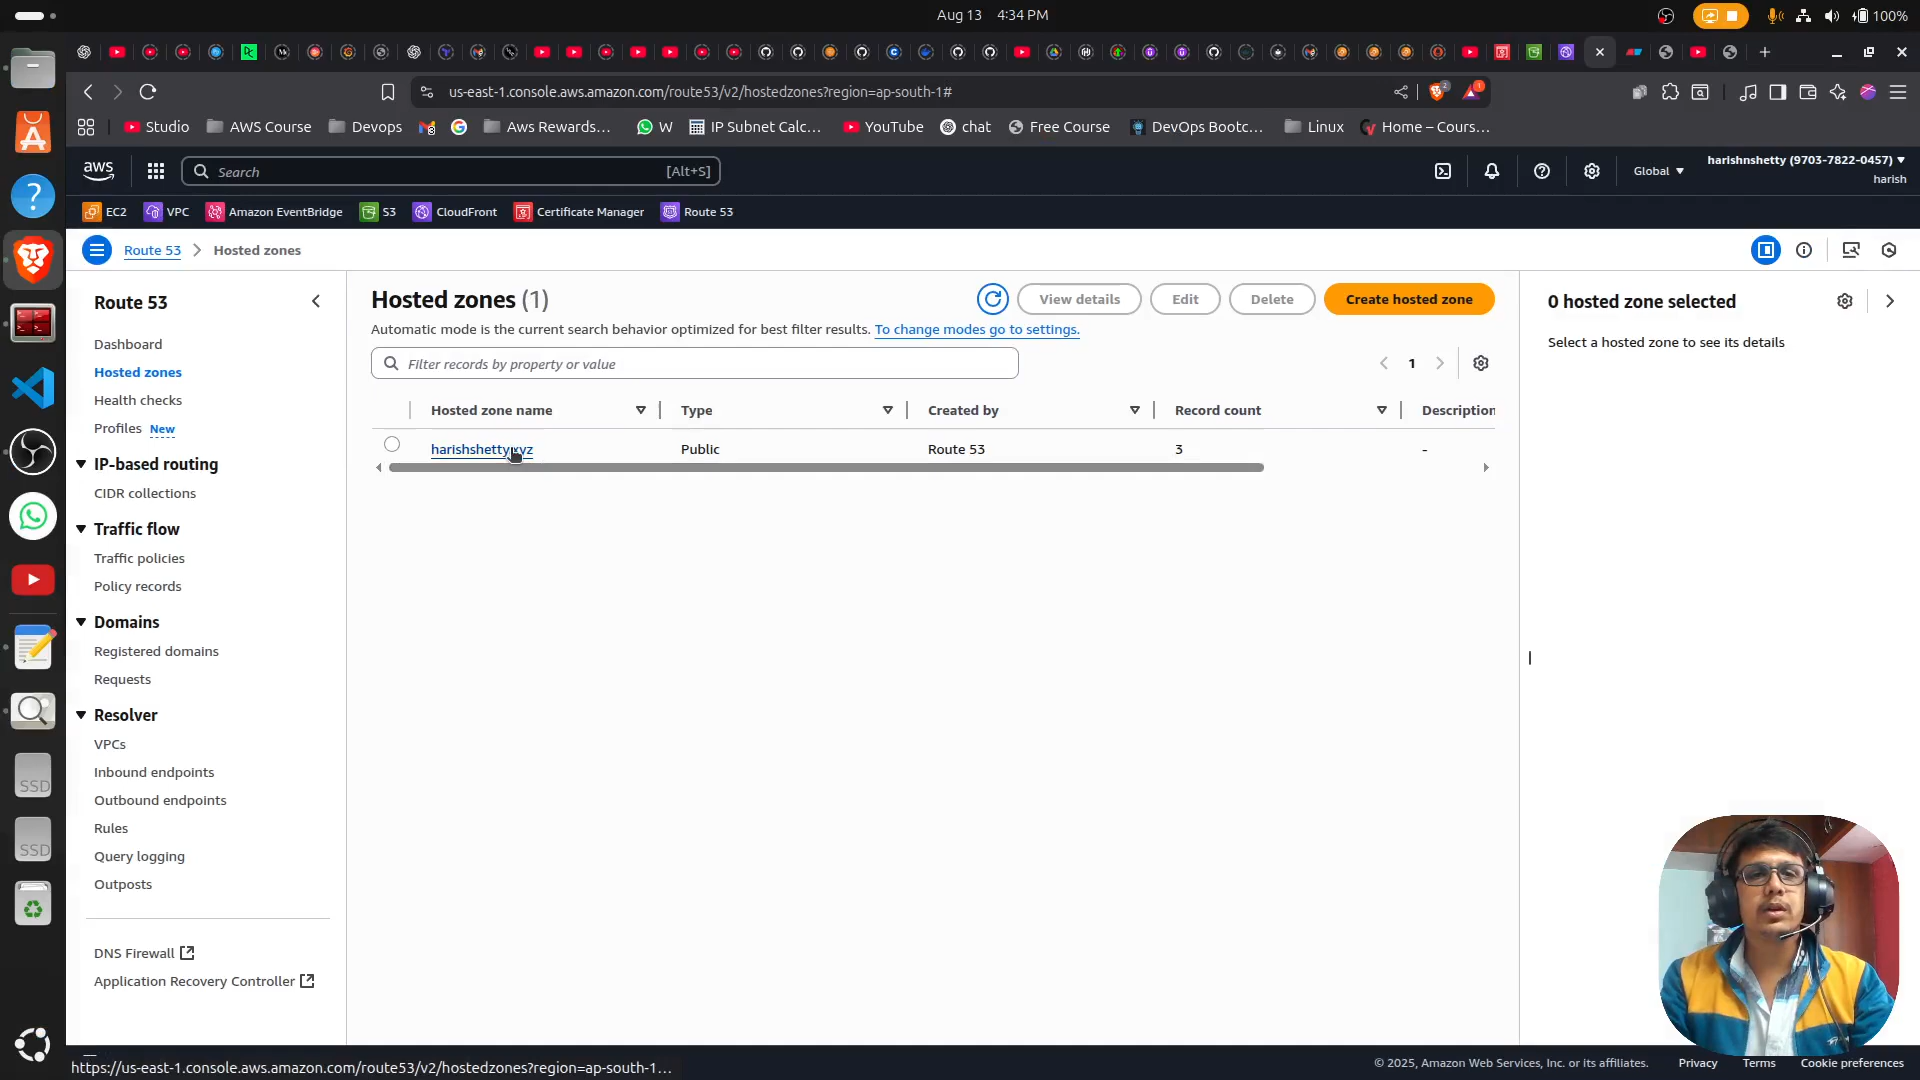 Aug 13 4:34 PM
100%
us-east-1.console.aws.amazon.com/route53/v2/hostedzones?region=ap-south-1#
Studio
AWS Course
Devops
Aws Rewards...
W
IP Subnet Calc...
YouTube
chat
Free Course
DevOps Bootc...
Linux
Home – Cours...
aws
Search
[Alt+S]
Global
harishnshetty (9703-7822-0457)
harish
EC2
VPC
Amazon EventBridge
S3
CloudFront
Certificate Manager
Route 53
Route 53
Hosted zones
Route 53
Dashboard
Hosted zones
Health checks
Profiles New
IP-based routing
CIDR collections
Traffic flow
Traffic policies
Policy records
Domains
Registered domains
Requests
Resolver
VPCs
Inbound endpoints
Outbound endpoints
Rules
Query logging
Outposts
DNS Firewall
Application Recovery Controller
Hosted zones (1)
View details
Edit
Delete
Create hosted zone
Automatic mode is the current search behavior optimized for best filter results. To change modes go to settings.
Filter records by property or value
1
Hosted zone name
Type
Created by
Record count
Description
Public
Route 53
3
-
0 hosted zone selected
Select a hosted zone to see its details
SSD
SSD
https://us-east-1.console.aws.amazon.com/route53/v2/hostedzones?region=ap-south-1...
© 2025, Amazon Web Services, Inc. or its affiliates.
Privacy
Terms
Cookie preferences